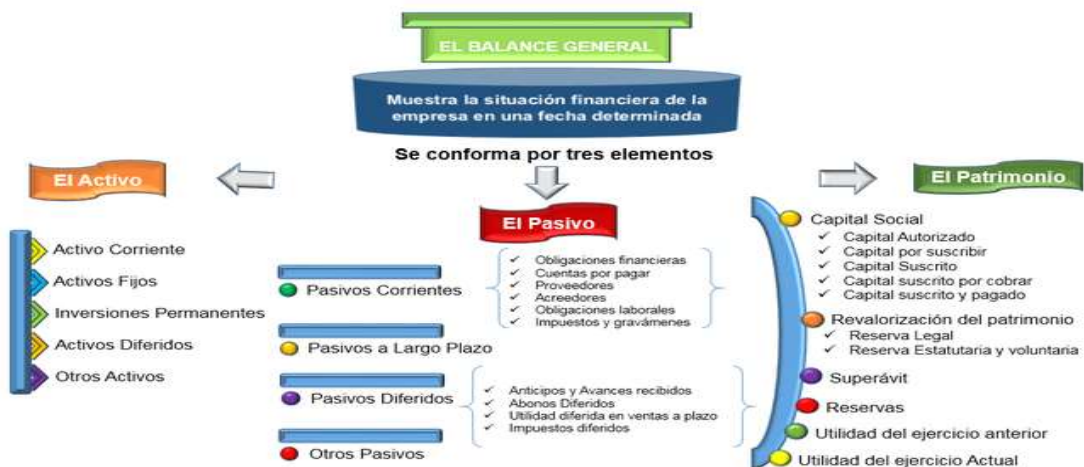 EL BALANCE GENERAL
Muestra la situación financiera de la
empresa en una fecha determinada
Se conforma por tres elementos
El Activo
Activo Corriente
Activos Fijos
Inversiones Permanentes
Activos Diferidos
Otros Activos
El Pasivo
Pasivos Corrientes
Obligaciones financieras
Cuentas por pagar
Proveedores
Acreedores
Obligaciones laborales
Impuestos y gravámenes
Pasivos a Largo Plazo
Pasivos Diferidos
Anticipos y Avances recibidos
Abonos Diferidos
Utilidad diferida en ventas a plazo
Impuestos diferidos
Otros Pasivos
El Patrimonio
Capital Social
Capital Autorizado
Capital por suscribir
Capital Suscrito
Capital suscrito por cobrar
Capital suscrito y pagado
Revalorización del patrimonio
Reserva Legal
Reserva Estatutaria y voluntaria
Superávit
Reservas
Utilidad del ejercicio anterior
Utilidad del ejercicio Actual